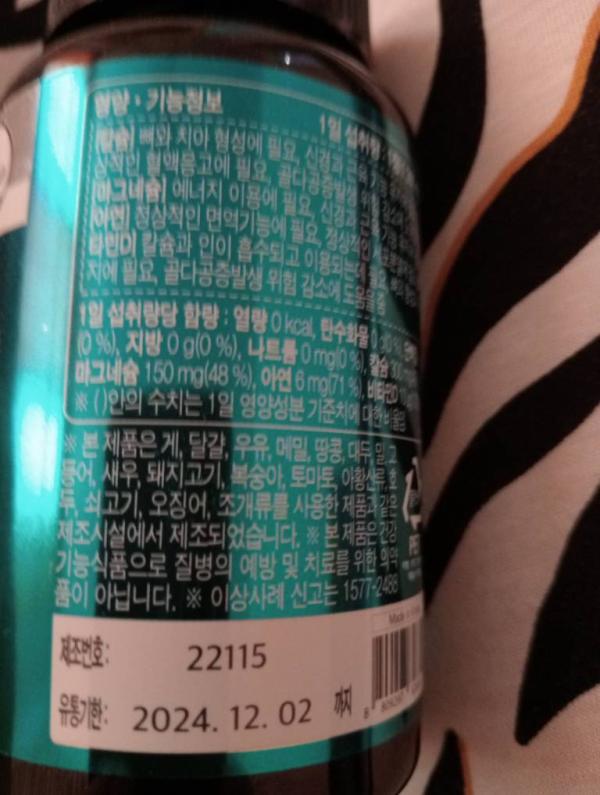 영양 · 기능정보
1일 섭취량 :
[칼슘] 뼈와 치아 형성에 필요, 신경과
상적인 혈액응고에 필요, 골다공증발생
[마그네슘] 에너지 이용에 필요, 신경과
[아연] 정상적인 면역기능에 필요, 정상적인
타민D] 칼슘과 인이 흡수되고 이용되는데
지에 필요, 골다공증발생 위험 감소에 도움을 줌
1일 섭취량당 함량 : 열량 0 kcal, 탄수화물
(0 %), 지방 0 g(0 %), 나트륨 0 mg(0 %), 칼슘
마그네슘 150 mg(48 %), 아연 6 mg(71 %), 비타민D
※ ( )안의 수치는 1일 영양성분 기준치에 대한 비율임
※ 본 제품은 게, 달걀, 우유, 메밀, 땅콩, 대두, 밀, 고
등어, 새우, 돼지고기, 복숭아, 토마토, 아황산류, 호
두, 쇠고기, 오징어, 조개류를 사용한 제품과 같은
제조시설에서 제조되었습니다. ※ 본 제품은 건강
기능식품으로 질병의 예방 및 치료를 위한 의약
품이 아닙니다. ※ 이상사례 신고는 1577-2488
Made in
제조번호: 22115
유통기한: 2024. 12. 02 까지